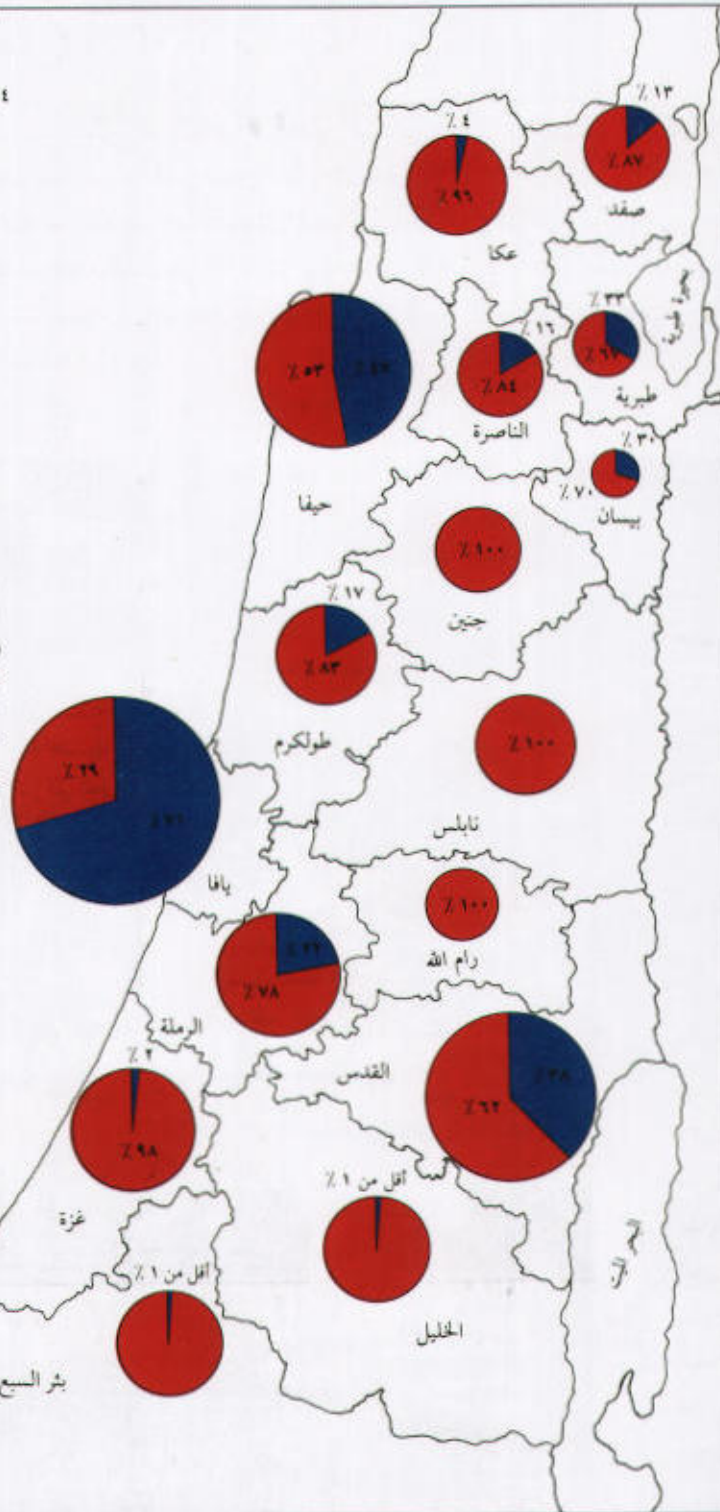 ٤
٪ ١٣
٪ ٨٧
صفد
٪ ٤
٪ ٩٦
عكا
بحيرة طبرية
٪ ٣٣
٪ ٦٧
طبرية
٪ ١٦
٪ ٨٤
الناصرة
٪ ٥٣
٪ ٤٧
حيفا
٪ ٣٠
٪ ٧٠
بيسان
٪ ١٠٠
جنين
٪ ١٧
٪ ٨٣
طولكرم
٪ ١٠٠
نابلس
٪ ٢٩
٪ ٧١
يافا
٪ ١٠٠
رام الله
٪ ٢٢
٪ ٧٨
الرملة
القدس
٪ ٣٨
٪ ٦٢
٪ ٢
٪ ٩٨
غزة
أقل من ١ ٪
الخليل
البحر الميت
أقل من ١ ٪
بئر السبع